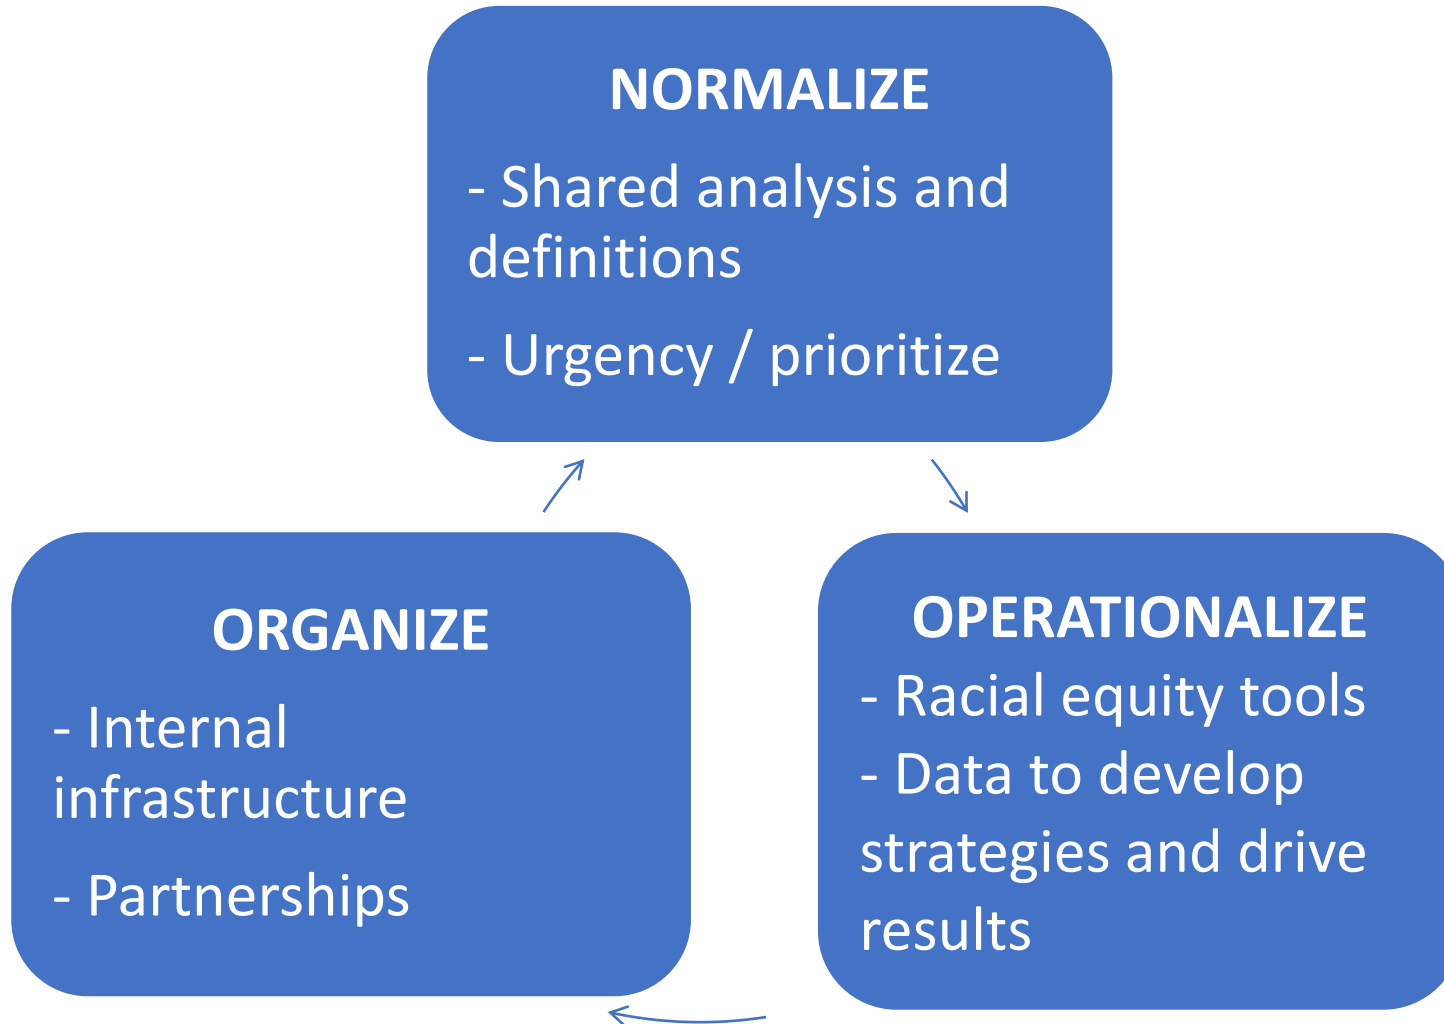 NORMALIZE
- Shared analysis and
definitions
- Urgency / prioritize
ORGANIZE
- Internal
infrastructure
- Partnerships
OPERATIONALIZE
- Racial equity tools
- Data to develop
strategies and drive
results